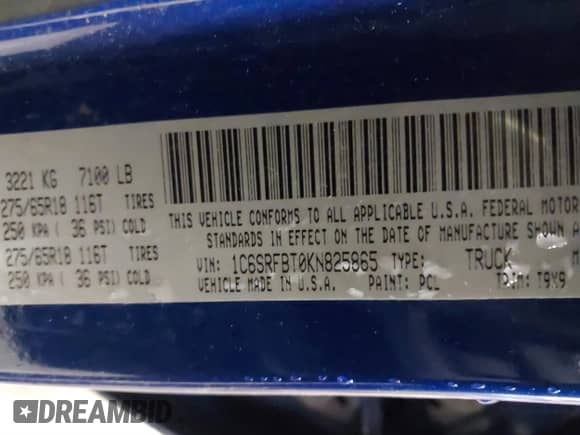 3221 KG 7100 LB
275/65R18 116T TIRES
250 KPA ( 36 PSI) COLD
275/65R18 116T TIRES
250 KPA ( 36 PSI) COLD
THIS VEHICLE CONFORMS TO ALL APPLICABLE U.S.A. FEDERAL MOTOR
STANDARDS IN EFFECT ON THE DATE OF MANUFACTURE SHOWN A
VIN: 1C6SRFBT0KN825865 TYPE: TRUCK M
VEHICLE MADE IN U.S.A. PAINT: PCL TRIM: T9X9
DREAMBID